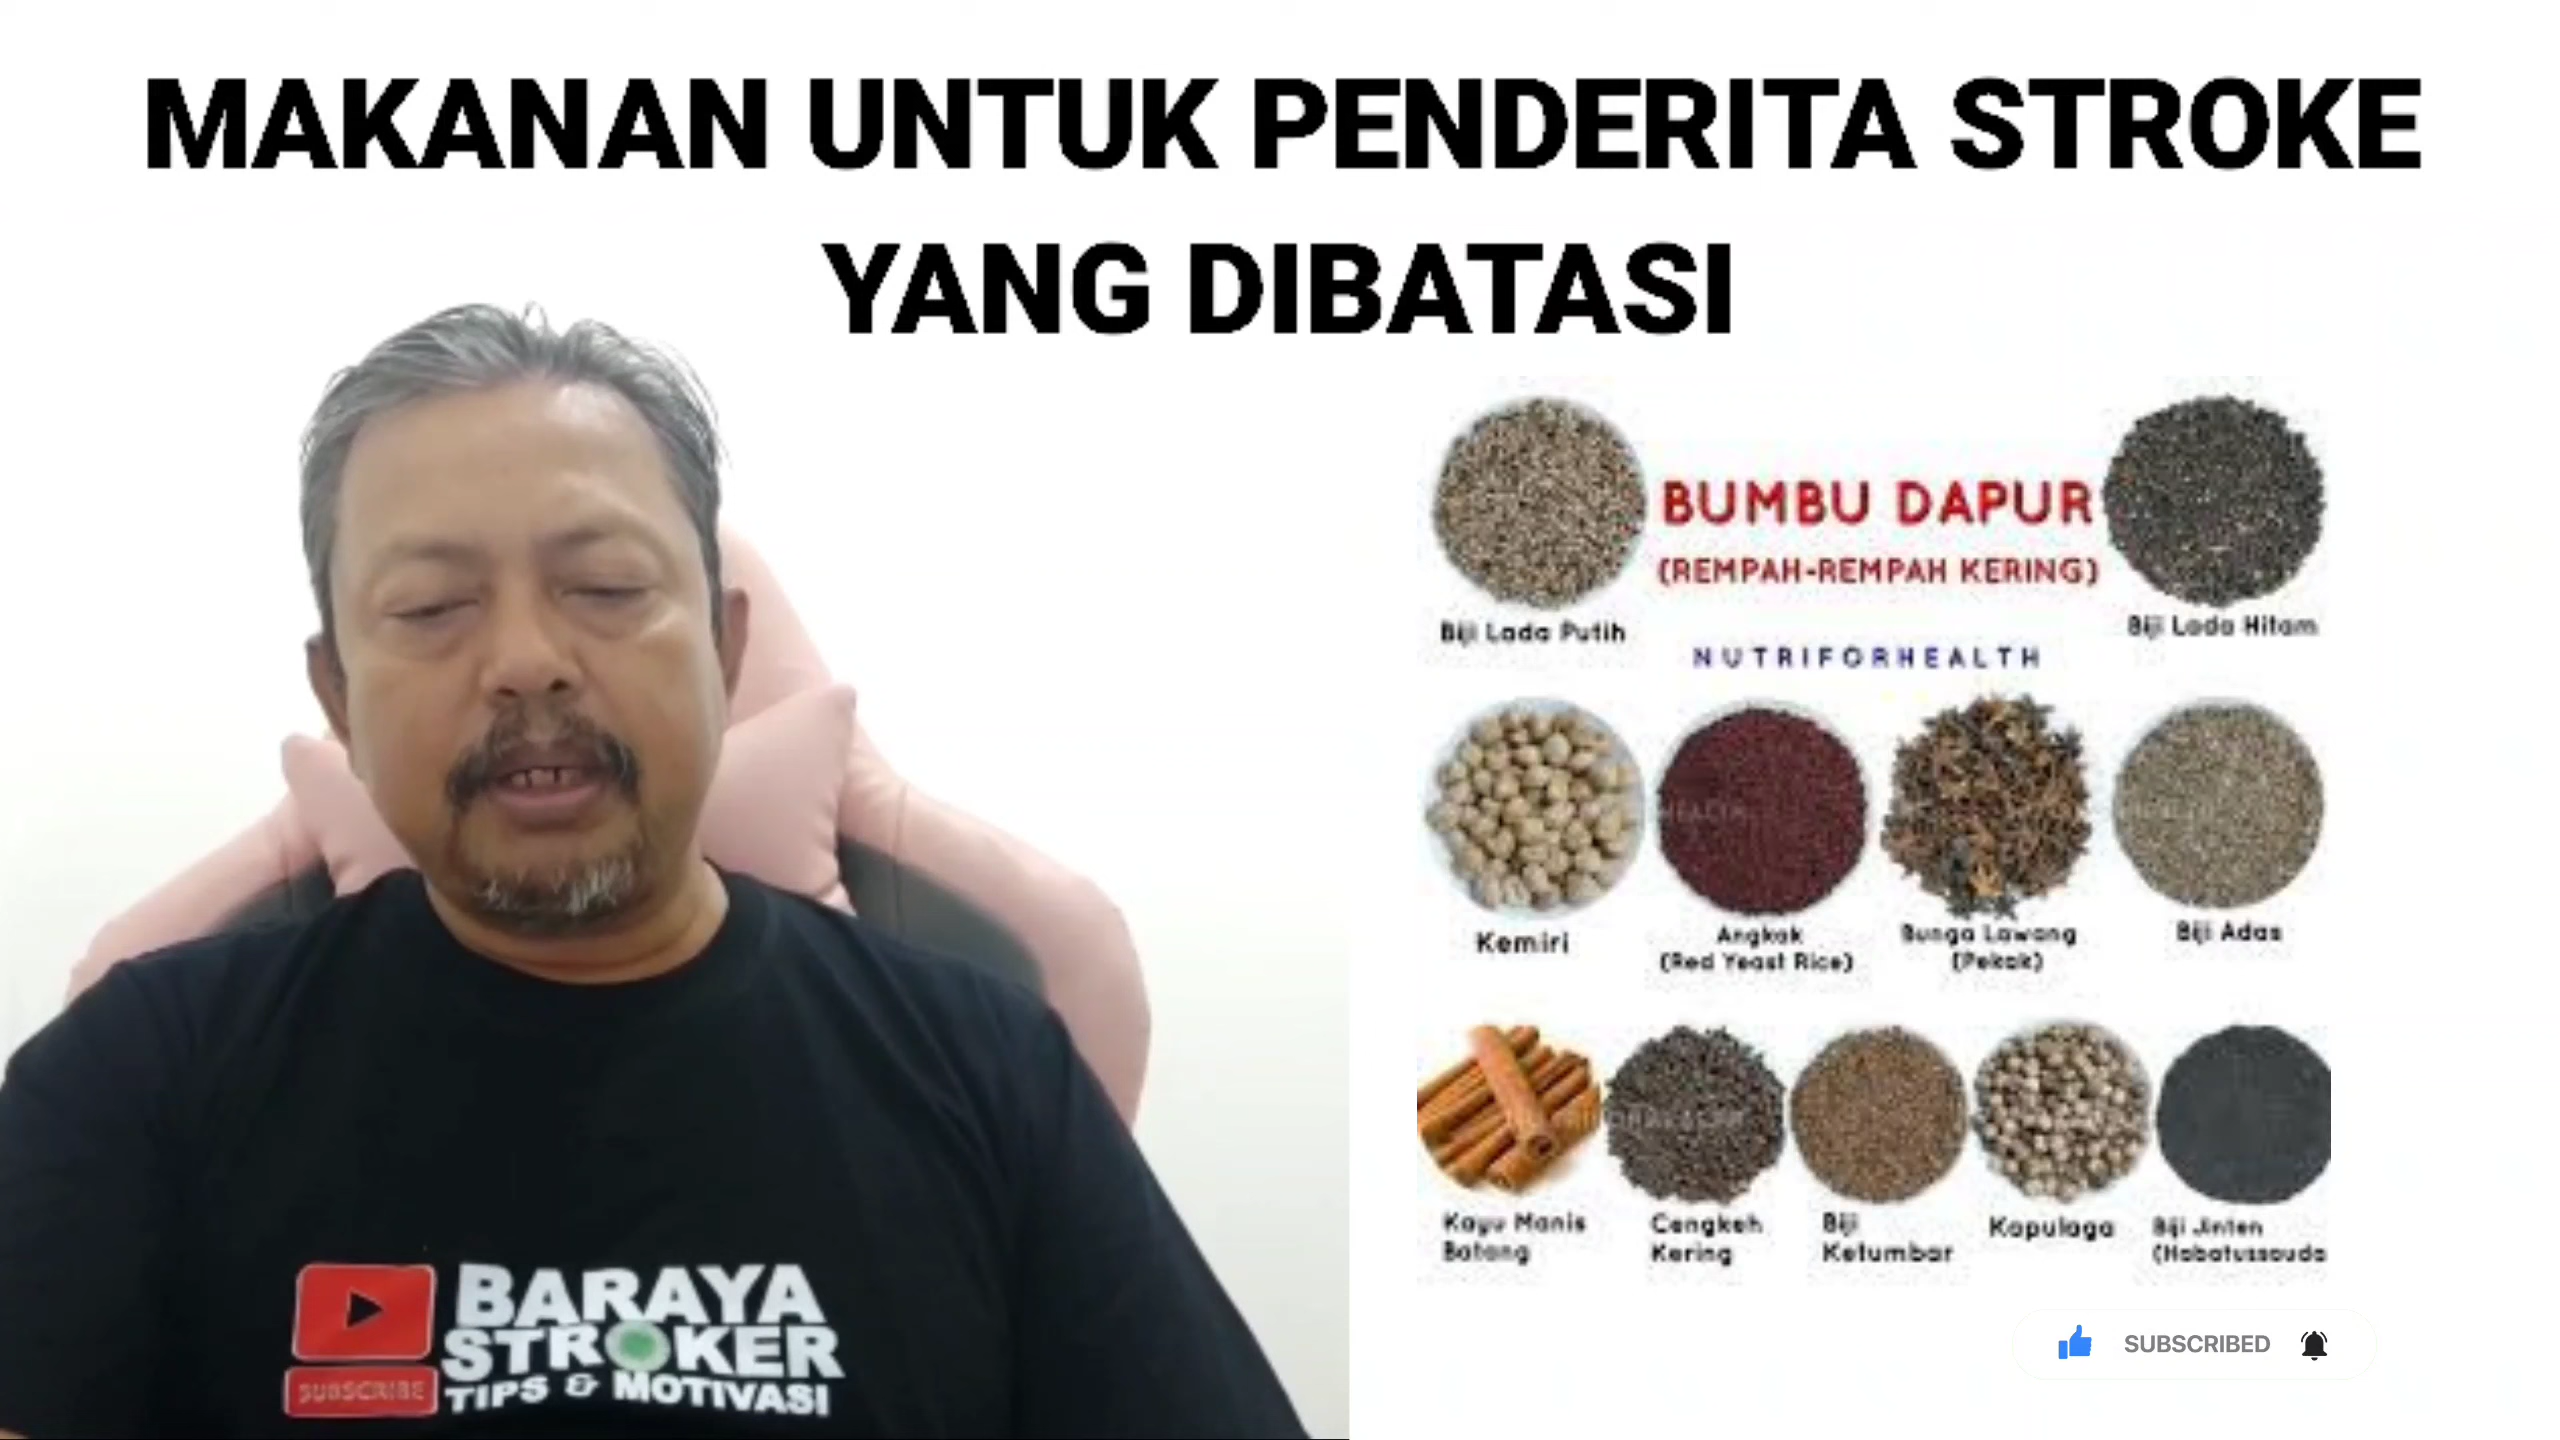 MAKANAN UNTUK PENDERITA STROKE
YANG DIBATASI
BUMBU DAPUR
(REMPAH-REMPAH KERING)
Biji Lada Putih
Biji Lada Hitam
NUTRIFORHEALTH
Kemiri
Angkak
(Red Yeast Rice)
Bunga Lawang
(Pekak)
Biji Adas
Kayu Manis
Batang
Cengkeh
Kering
Biji
Ketumbar
Kapulaga
Biji Jinten
(Habatussauda
BARAYA
STROKER
TIPS & MOTIVASI
SUBSCRIBE
SUBSCRIBED